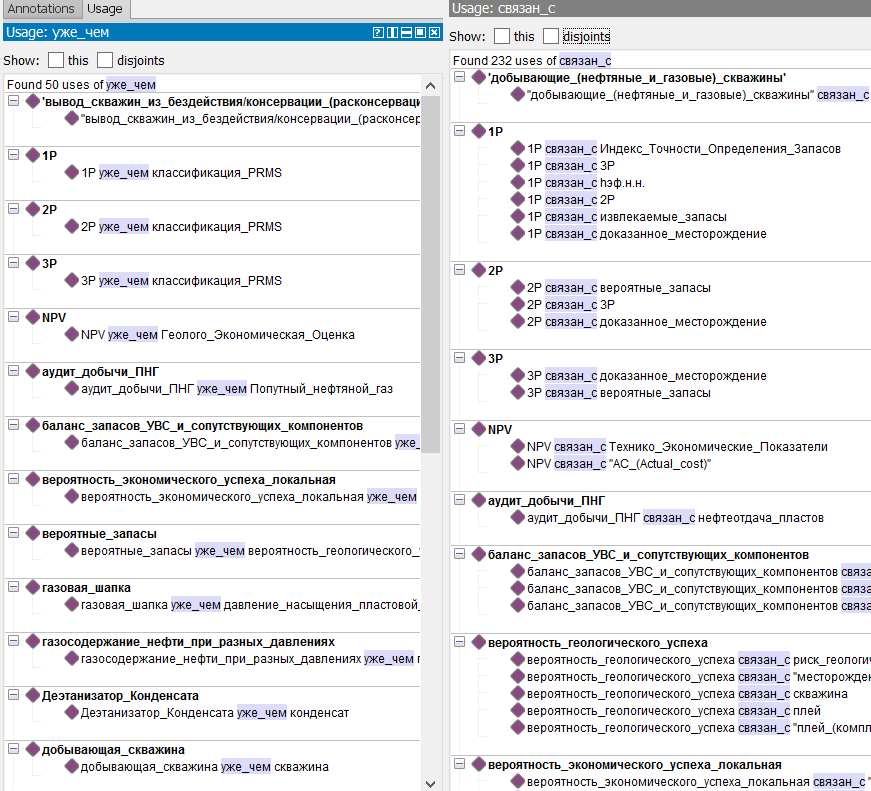 Annotations Usage
Usage: уже_чем
Show: this disjoints
Found 50 uses of уже_чем
'вывод_скважин_из_бездействия/консервации_(расконсерваци
"вывод_скважин_из_бездействия/консервации_(расконсер
1P
1P уже_чем классификация_PRMS
2P
2P уже_чем классификация_PRMS
3P
3P уже_чем классификация_PRMS
NPV
NPV уже_чем Геолого_Экономическая_Оценка
аудит_добычи_ПНГ
аудит_добычи_ПНГ уже_чем Попутный_нефтяной_газ
баланс_запасов_УВС_и_сопутствующих_компонентов
баланс_запасов_УВС_и_сопутствующих_компонентов уже_
вероятность_экономического_успеха_локальная
вероятность_экономического_успеха_локальная уже_чем
вероятные_запасы
вероятные_запасы уже_чем вероятность_геологического_
газовая_шапка
газовая_шапка уже_чем давление_насыщения_пластовой_
газосодержание_нефти_при_разных_давлениях
газосодержание_нефти_при_разных_давлениях уже_чем
Деэтанизатор_Конденсата
Деэтанизатор_Конденсата уже_чем конденсат
добывающая_скважина
добывающая_скважина уже_чем скважина
Usage: связан_с
Show: this disjoints
Found 232 uses of связан_с
'добывающие_(нефтяные_и_газовые)_скважины'
"добывающие_(нефтяные_и_газовые)_скважины" связан_с
1P
1P связан_с Индекс_Точности_Определения_Запасов
1P связан_с 3P
1P связан_с hэф.н.н.
1P связан_с 2P
1P связан_с извлекаемые_запасы
1P связан_с доказанное_месторождение
2P
2P связан_с вероятные_запасы
2P связан_с 3P
2P связан_с доказанное_месторождение
3P
3P связан_с доказанное_месторождение
3P связан_с вероятные_запасы
NPV
NPV связан_с Технико_Экономические_Показатели
NPV связан_с "AC_(Actual_cost)"
аудит_добычи_ПНГ
аудит_добычи_ПНГ связан_с нефтеотдача_пластов
баланс_запасов_УВС_и_сопутствующих_компонентов
баланс_запасов_УВС_и_сопутствующих_компонентов связа
баланс_запасов_УВС_и_сопутствующих_компонентов связа
баланс_запасов_УВС_и_сопутствующих_компонентов связа
вероятность_геологического_успеха
вероятность_геологического_успеха связан_с риск_геологи
вероятность_геологического_успеха связан_с "месторожден
вероятность_геологического_успеха связан_с скважина
вероятность_геологического_успеха связан_с плей
вероятность_геологического_успеха связан_с "плей_(компл
вероятность_экономического_успеха_локальная
вероятность_экономического_успеха_локальная связан_с "